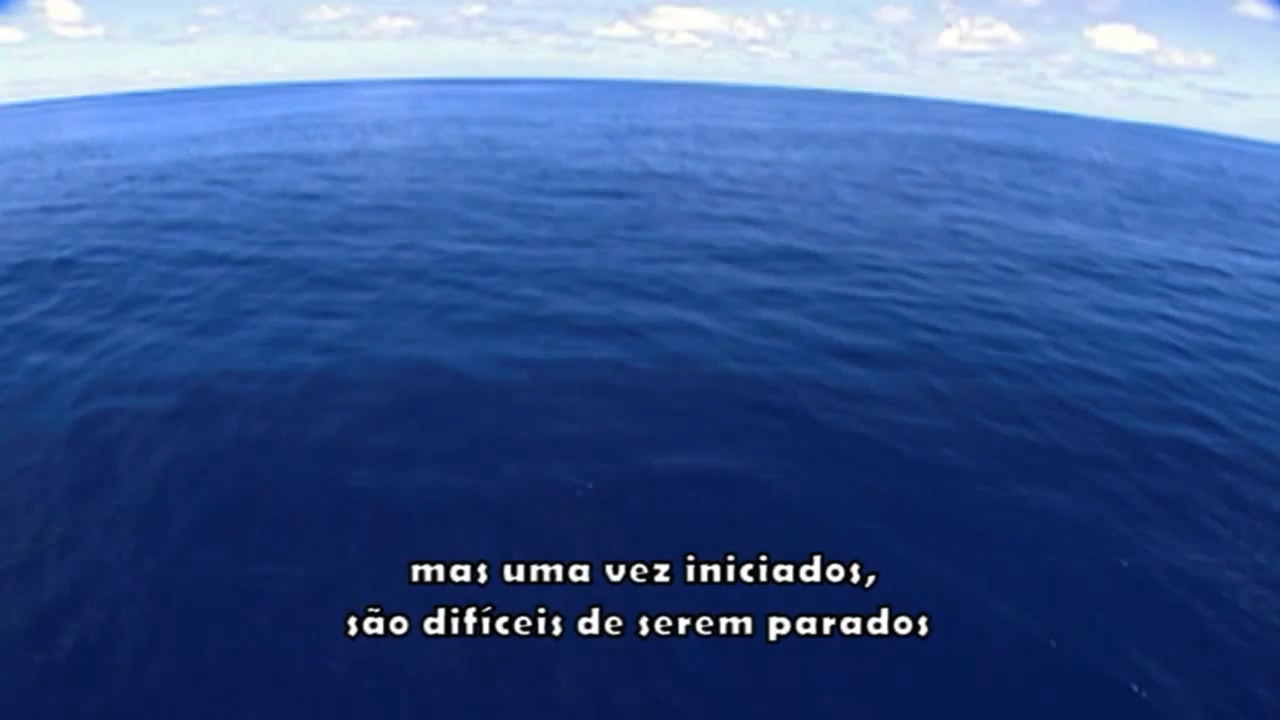 mas uma vez iniciados,
são difíceis de serem parados